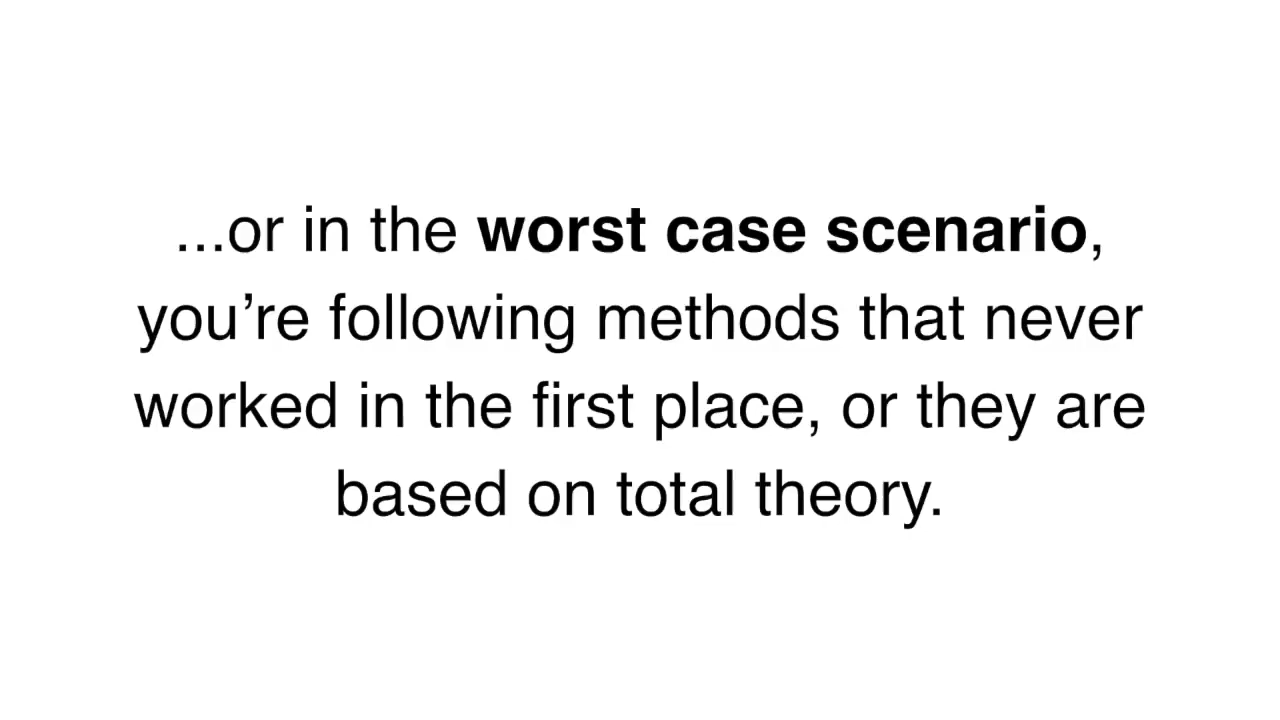 ...or in the worst case scenario,
you’re following methods that never
worked in the first place, or they are
based on total theory.